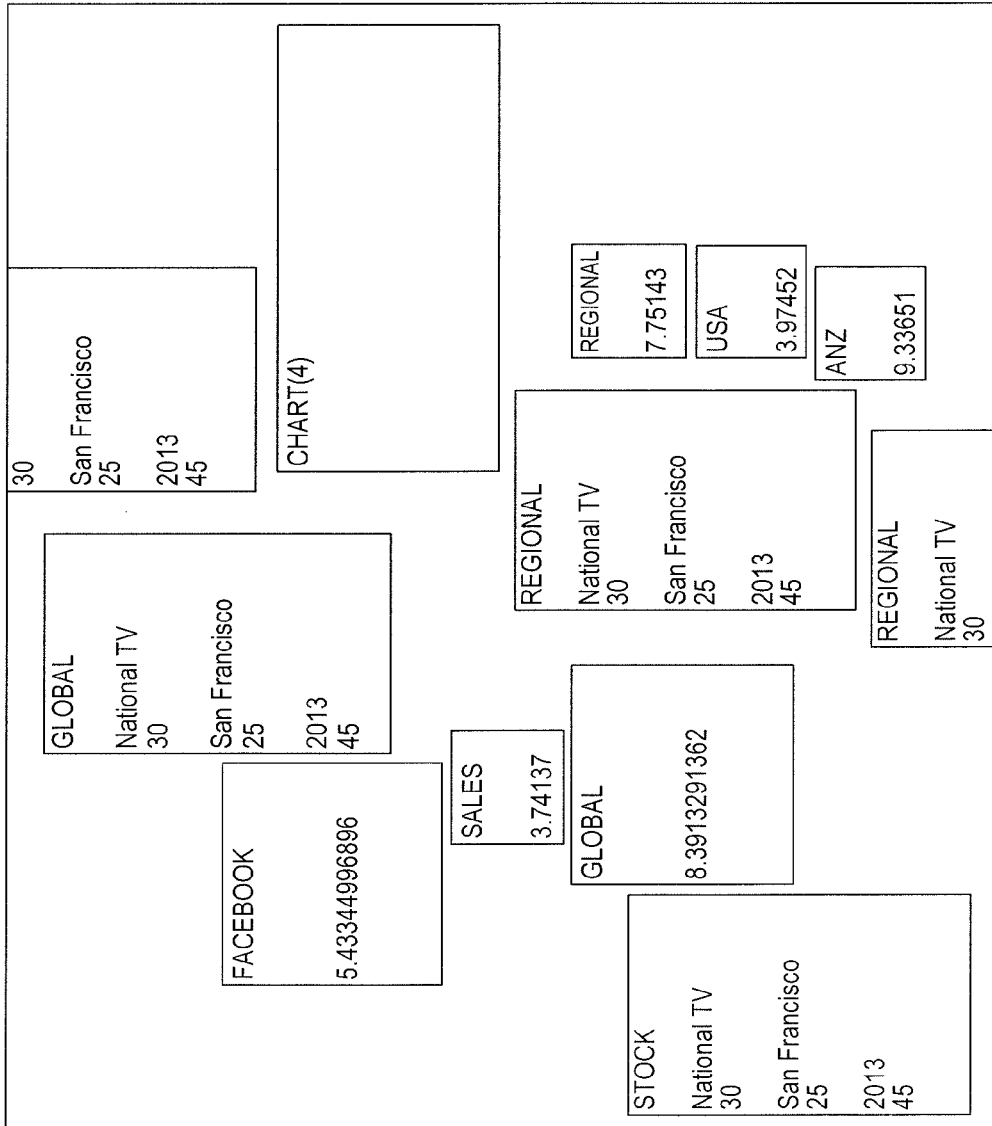 STOCK
National TV
30
San Francisco
25
2013
45
FACEBOOK
5.43344996896
SALES
3.74137
GLOBAL
8.3913291362
GLOBAL
National TV
30
San Francisco
25
2013
45
REGIONAL
National TV
30
San Francisco
25
2013
45
REGIONAL
National TV
30
30
San Francisco
25
2013
45
CHART(4)
REGIONAL
7.75143
USA
3.97452
ANZ
9.33651